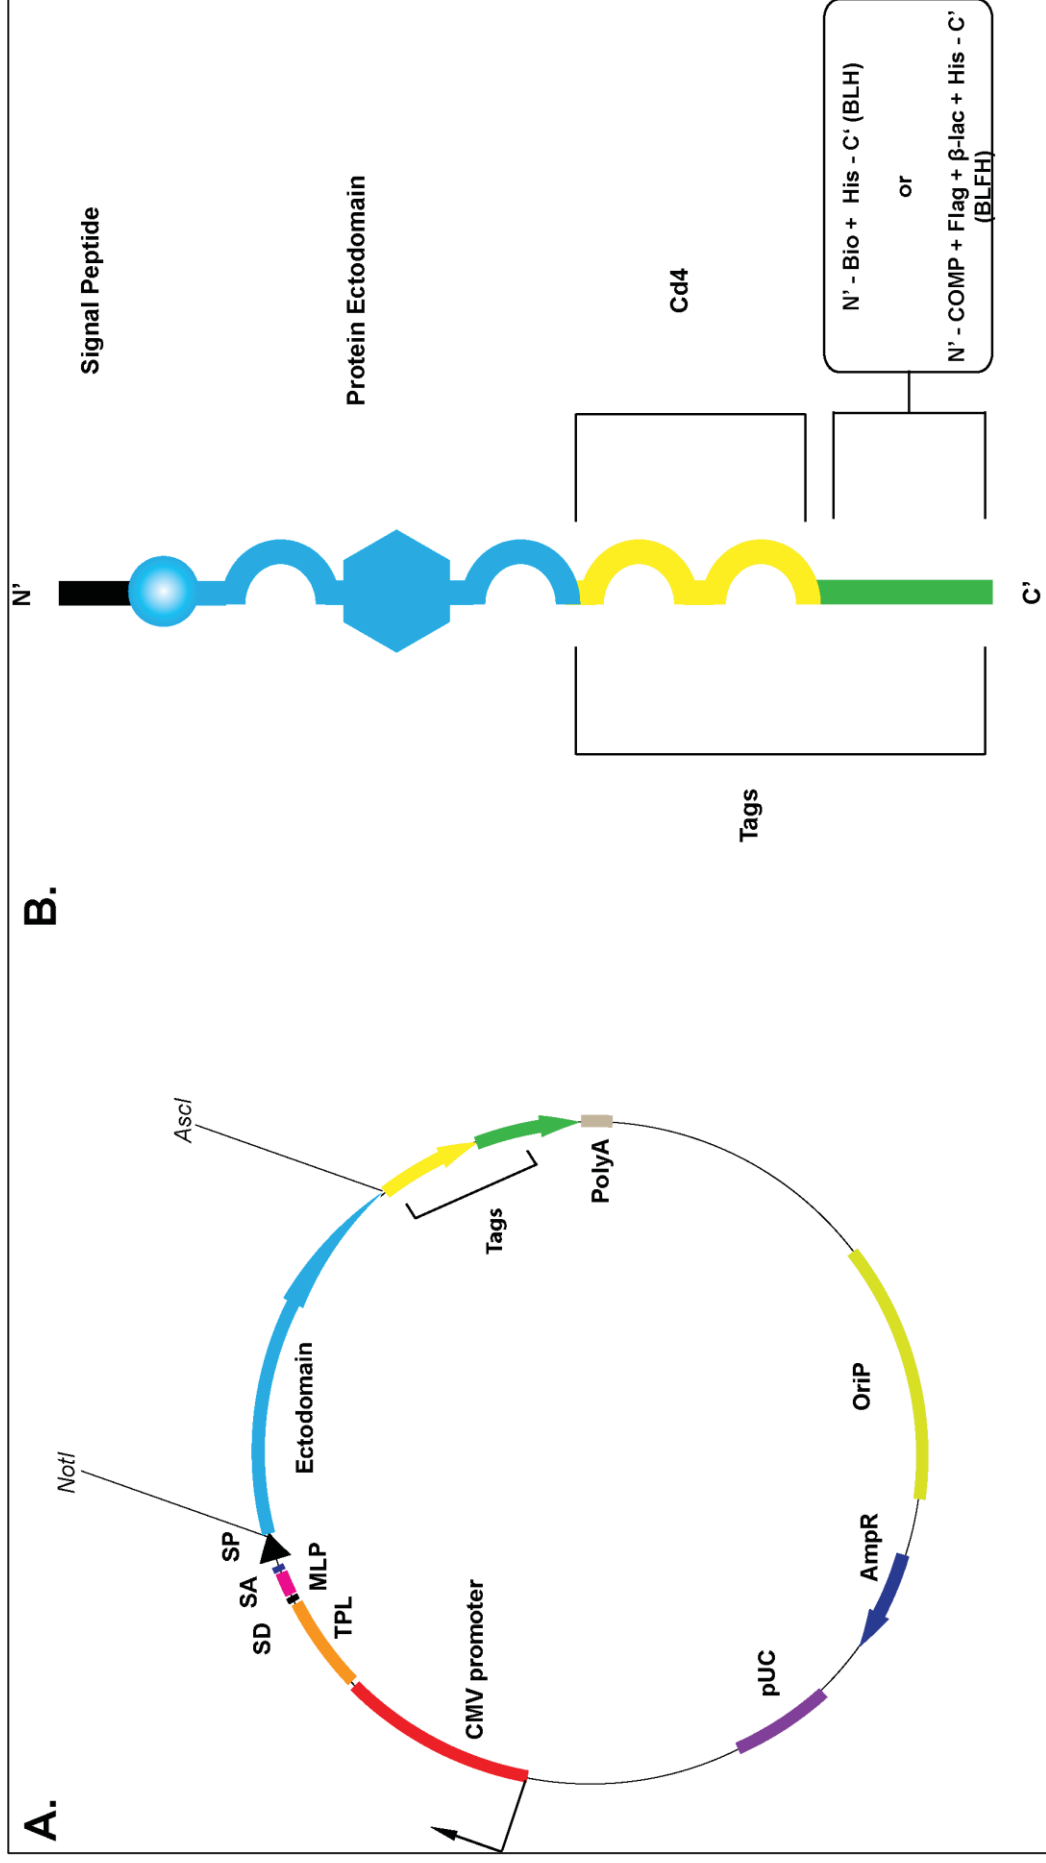 A.
NotI
AscI
SP
SA
SD
MLP
TPL
Ectodomain
CMV promoter
Tags
PolyA
OriP
AmpR
pUC
B.
N'
Signal Peptide
Protein Ectodomain
Cd4
Tags
N' - Bio + His - C' (BLH)
or
N' - COMP + Flag + β-lac + His - C'
(BLFH)
C'